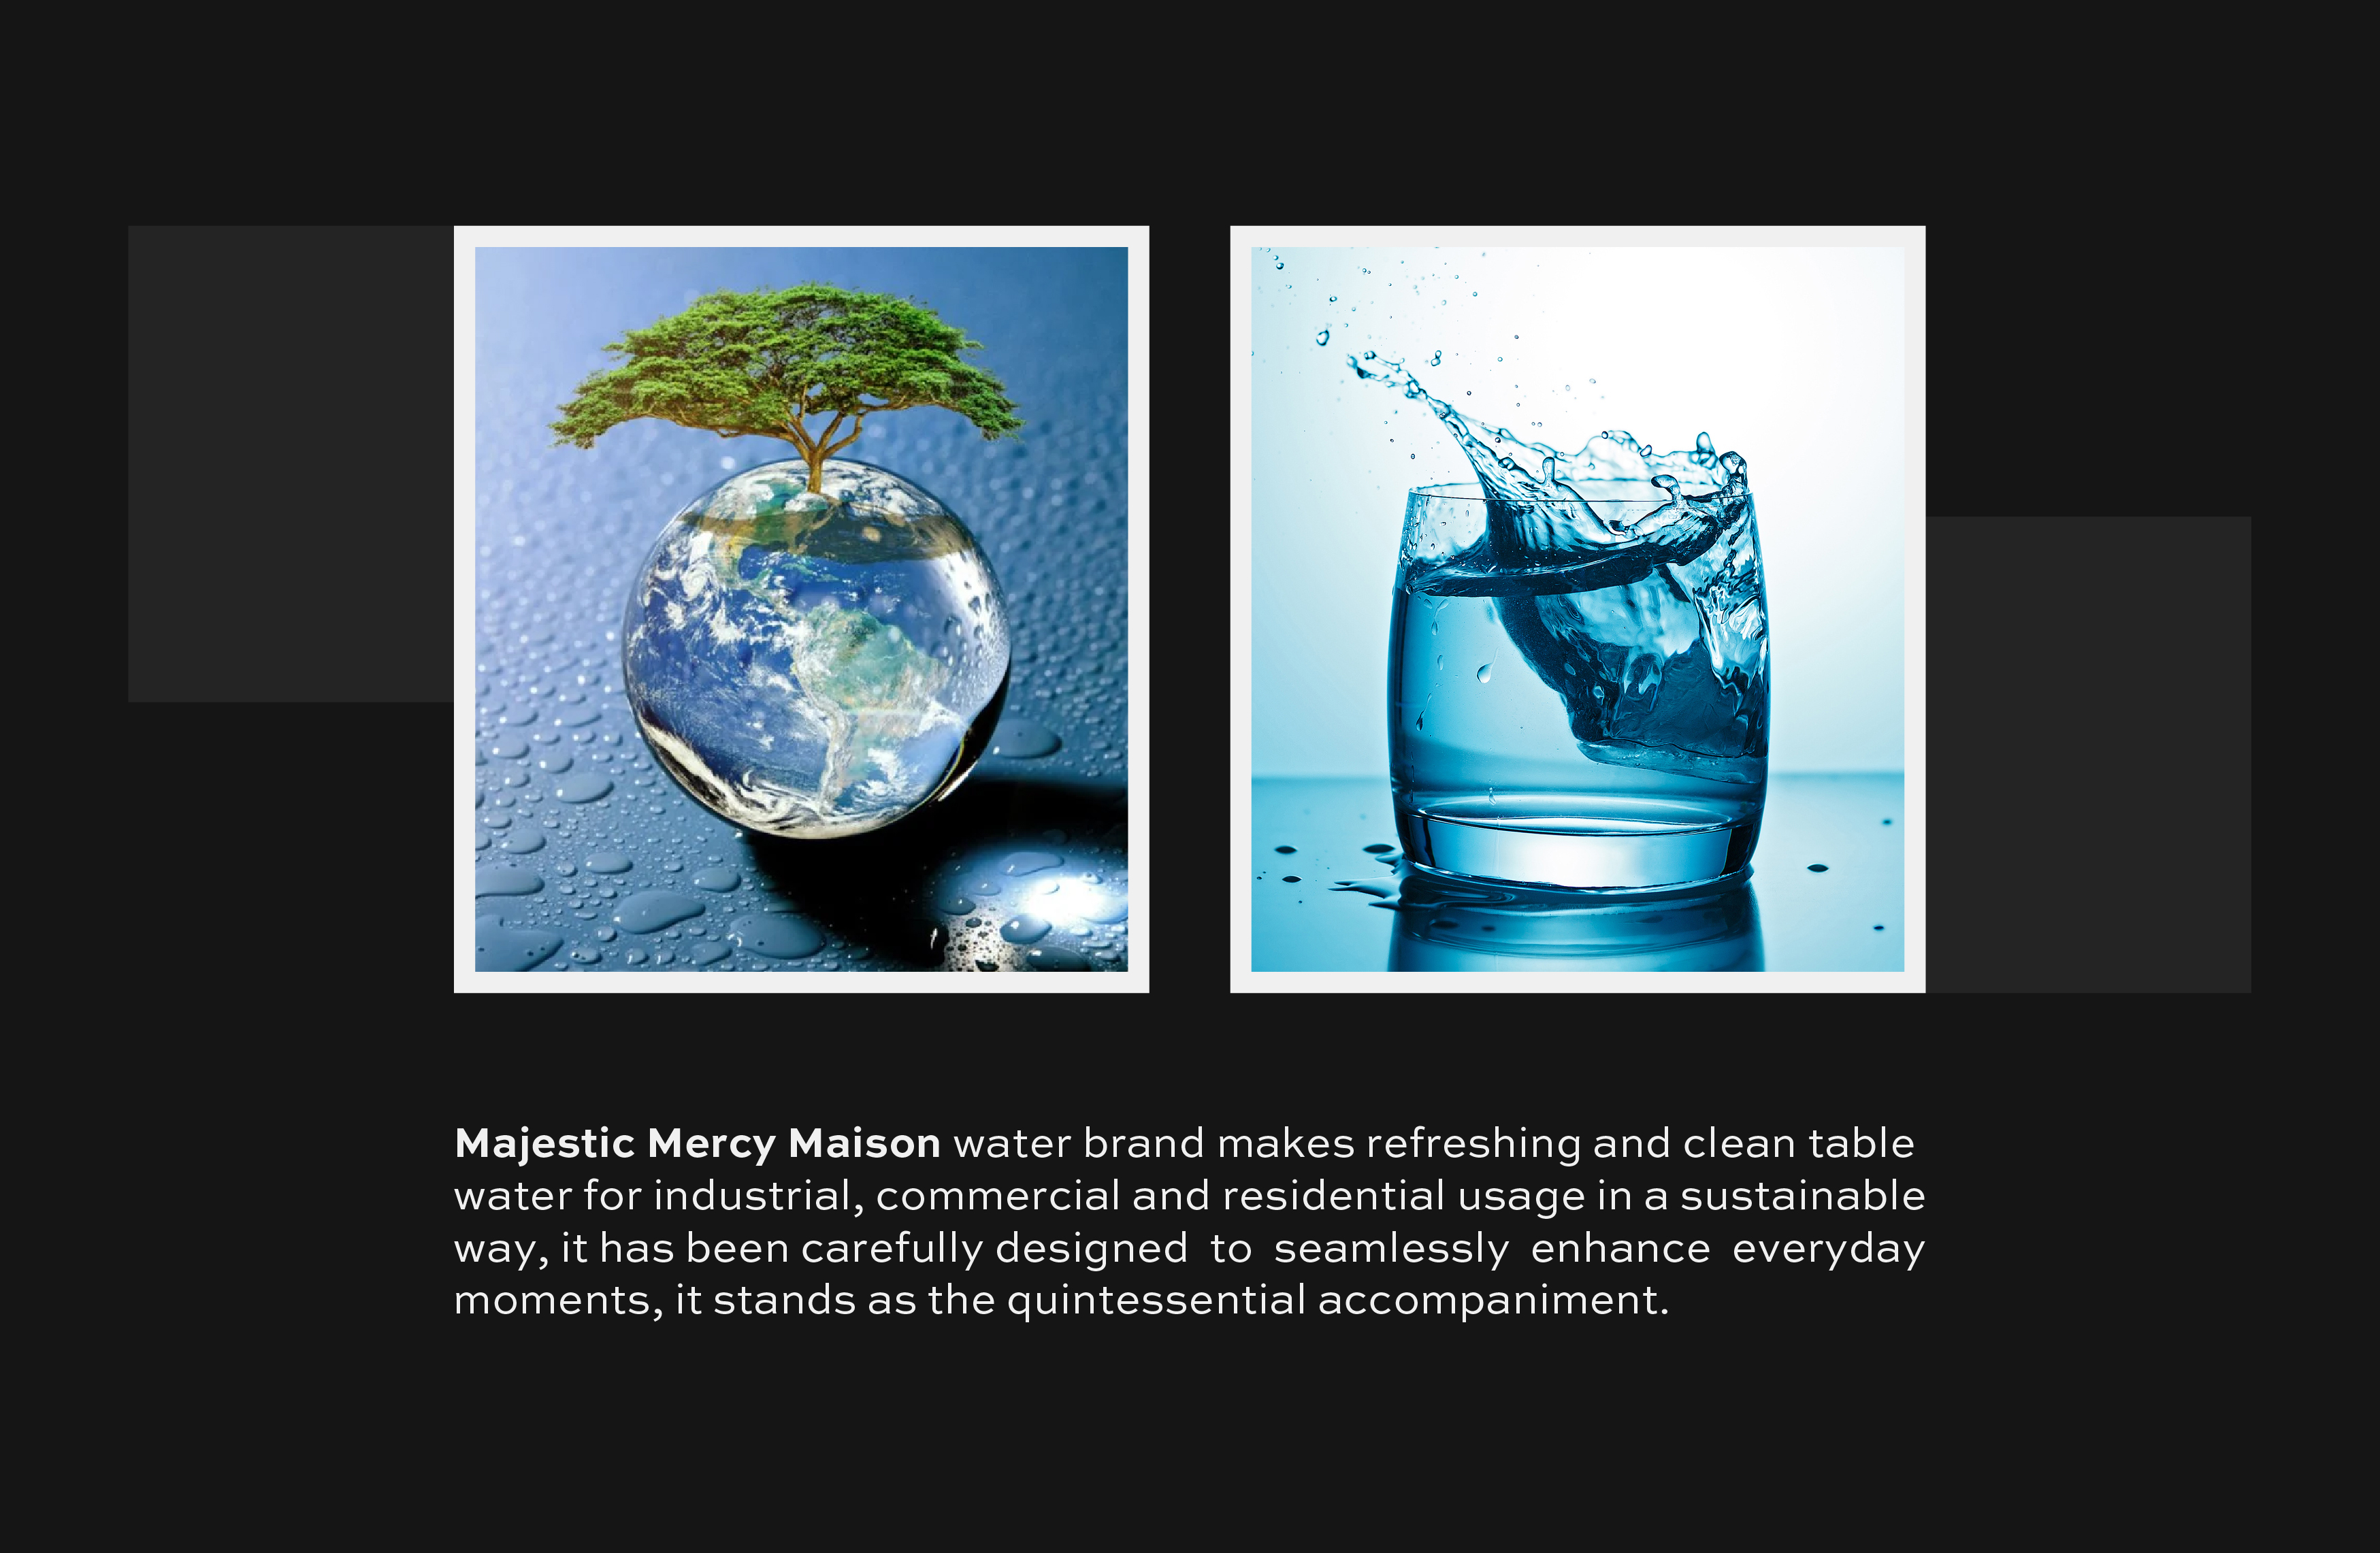 Majestic Mercy Maison water brand makes refreshing and clean table
water for industrial, commercial and residential usage in a sustainable
way, it has been carefully designed to seamlessly enhance everyday
moments, it stands as the quintessential accompaniment.